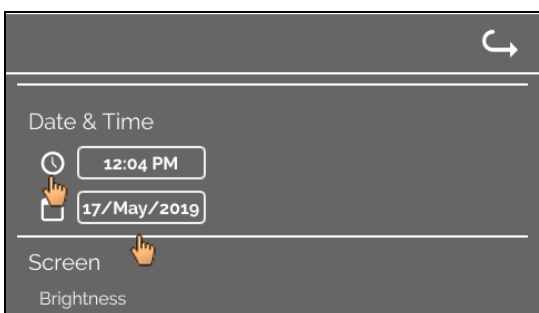 Date & Time
12:04 PM
17/May/2019
Screen
Brightness